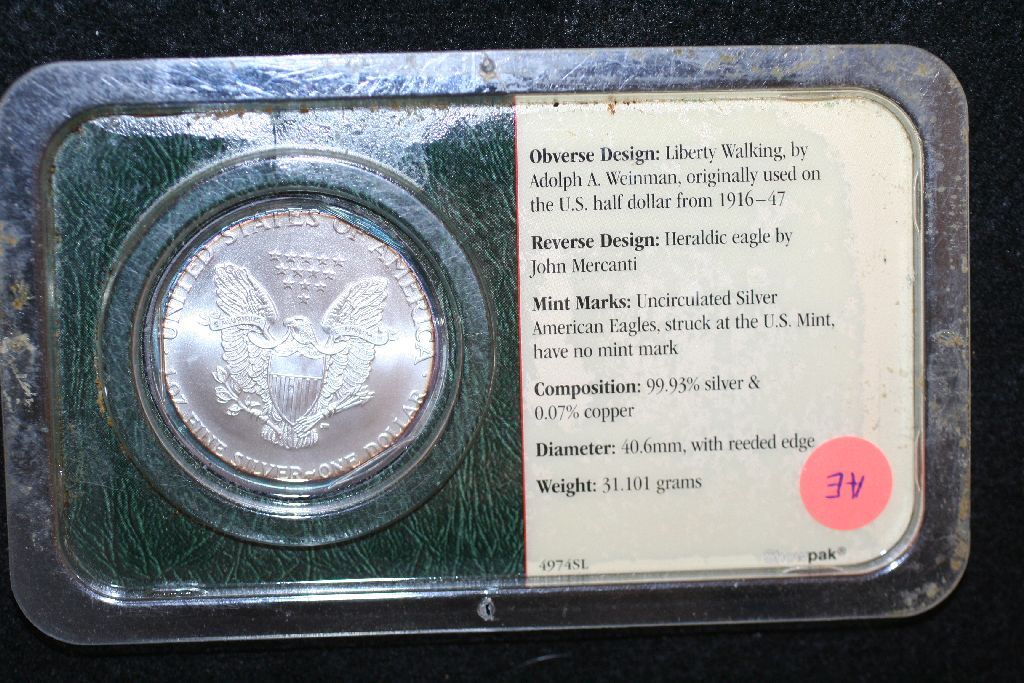 UNITED STATES OF AMERICA
1 OZ. FINE SILVER~ONE DOLLAR
Obverse Design: Liberty Walking, by
Adolph A. Weinman, originally used on
the U.S. half dollar from 1916–47
Reverse Design: Heraldic eagle by
John Mercanti
Mint Marks: Uncirculated Silver
American Eagles, struck at the U.S. Mint,
have no mint mark
Composition: 99.93% silver &
0.07% copper
Diameter: 40.6mm, with reeded edge
Weight: 31.101 grams
AE
4974SL
pak®